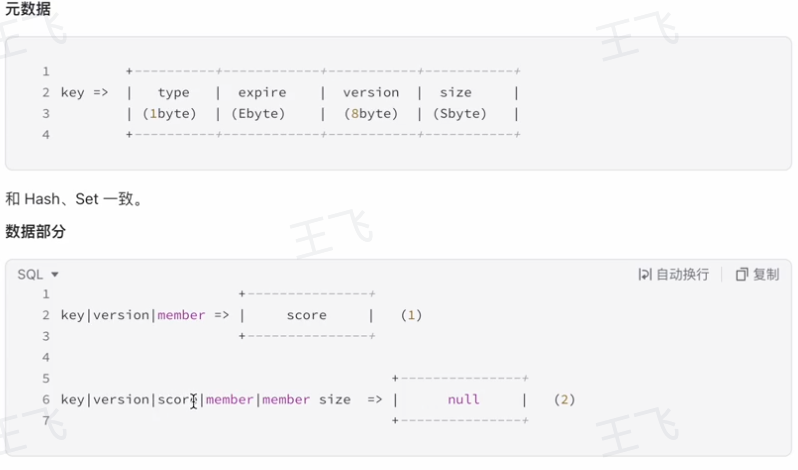 元数据
1 +----------+------------+-----------+-----------+
2 key => | type | expire | version | size |
3 | (1byte) | (Ebyte) | (8byte) | (Sbyte) |
4 +----------+------------+-----------+-----------+
和 Hash、Set 一致。
数据部分
SQL 自动换行 复制
1 +---------------+
2 key|version|member => | score | (1)
3 +---------------+
4
5 +---------------+
6 key|version|score|member|member size => | null | (2)
7 +---------------+
王飞
王飞
王飞
王飞
王飞